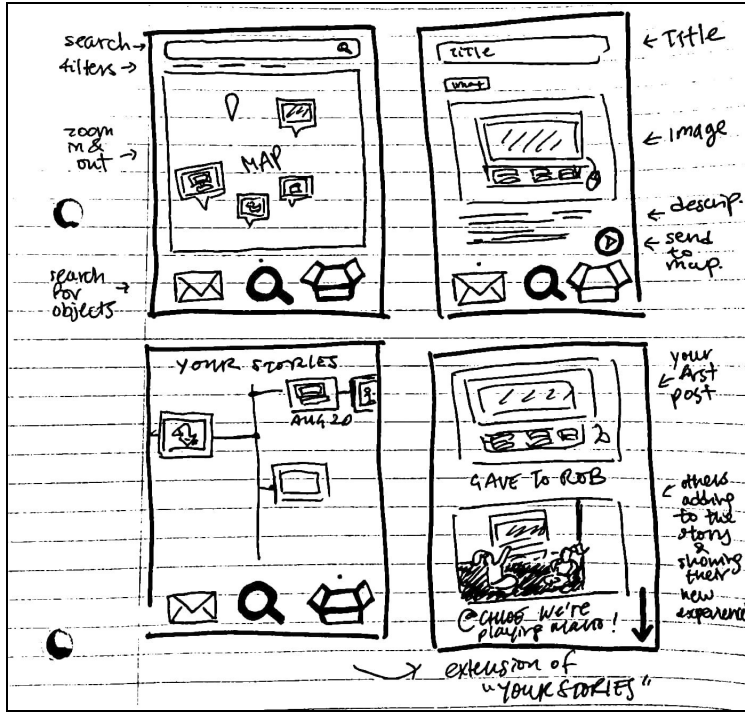 search
filters
zoom
in &
out
MAP
search
for
objects
Title
Title
what
image
descrip.
send
to
map.
YOUR STORIES
AUG 20
your
first
post
GAVE TO ROB
others
adding
to the
story
&
showing
their
new
experience
@CHLOE WE'RE
playing MARIO!
extension of
"YOUR STORIES"